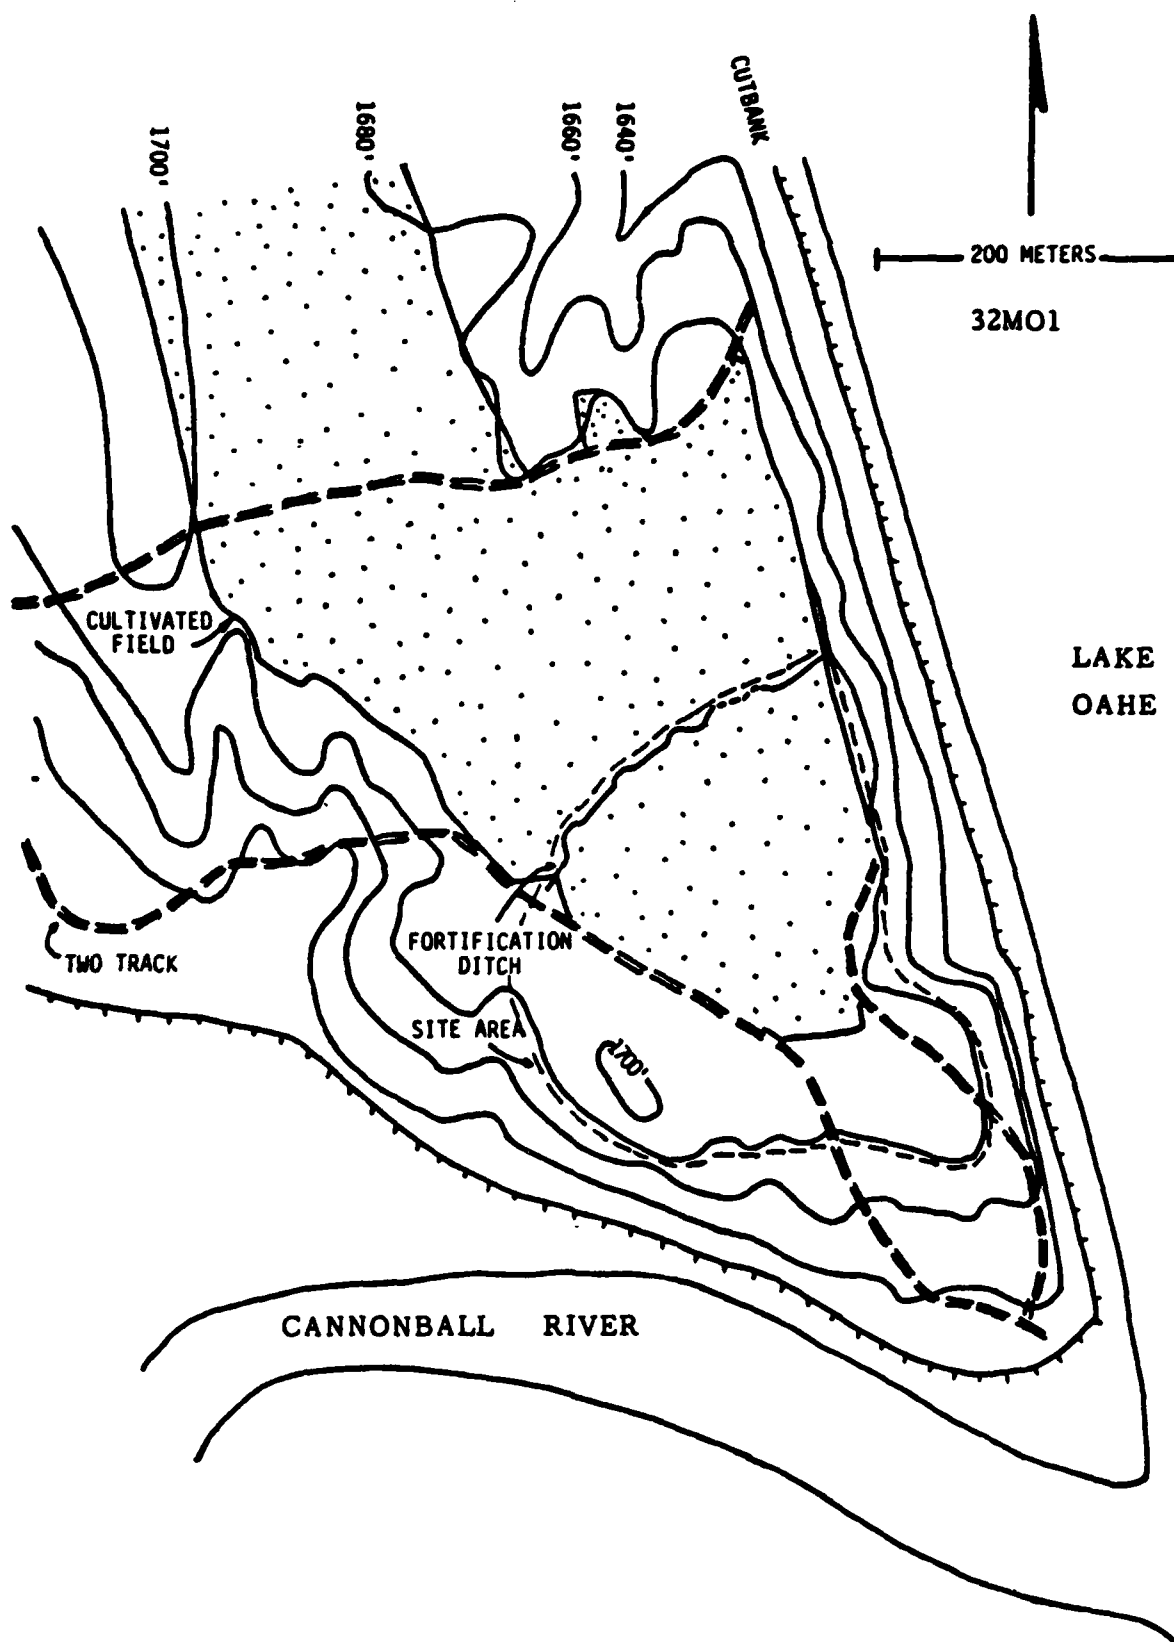 CUTBANK
1640'
1660'
1680'
1700'
200 METERS
32MO1
CULTIVATED
FIELD
LAKE
OAHE
FORTIFICATION
DITCH
TWO TRACK
SITE AREA
1700'
CANNONBALL RIVER